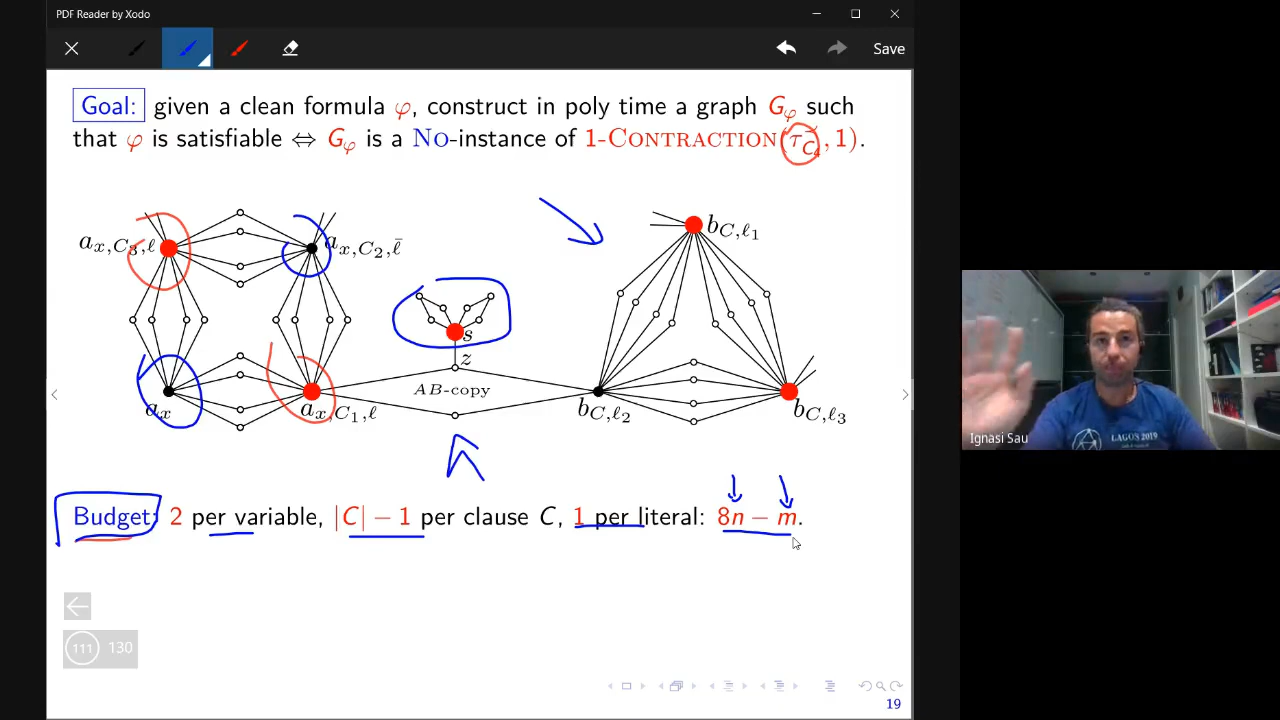 PDF Reader by Xodo
Save
Goal: given a clean formula φ, construct in poly time a graph G_φ such
that φ is satisfiable ⇔ G_φ is a No-instance of 1-CONTRACTION(τ_C₄, 1).
a_{x,C₃,ℓ}
a_{x,C₂,ℓ̄}
b_{C,ℓ₁}
s
z
AB-copy
a_x
a_{x,C₁,ℓ}
b_{C,ℓ₂}
b_{C,ℓ₃}
LAGOS 2019
Ignasi Sau
Budget: 2 per variable, |C| − 1 per clause C, 1 per literal: 8n − m.
111 130
19